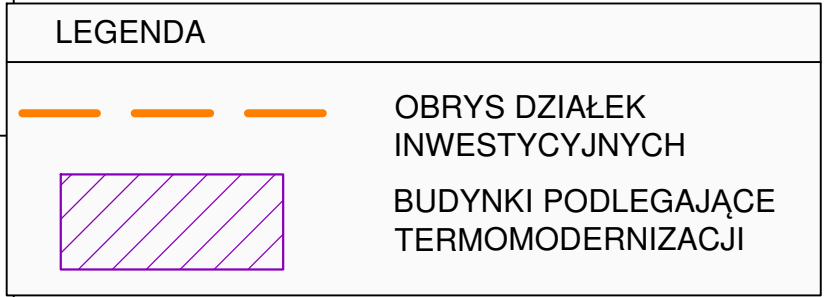 LEGENDA
OBRYS DZIAŁEK
INWESTYCYJNYCH
BUDYNKI PODLEGAJĄCE
TERMOMODERNIZACJI